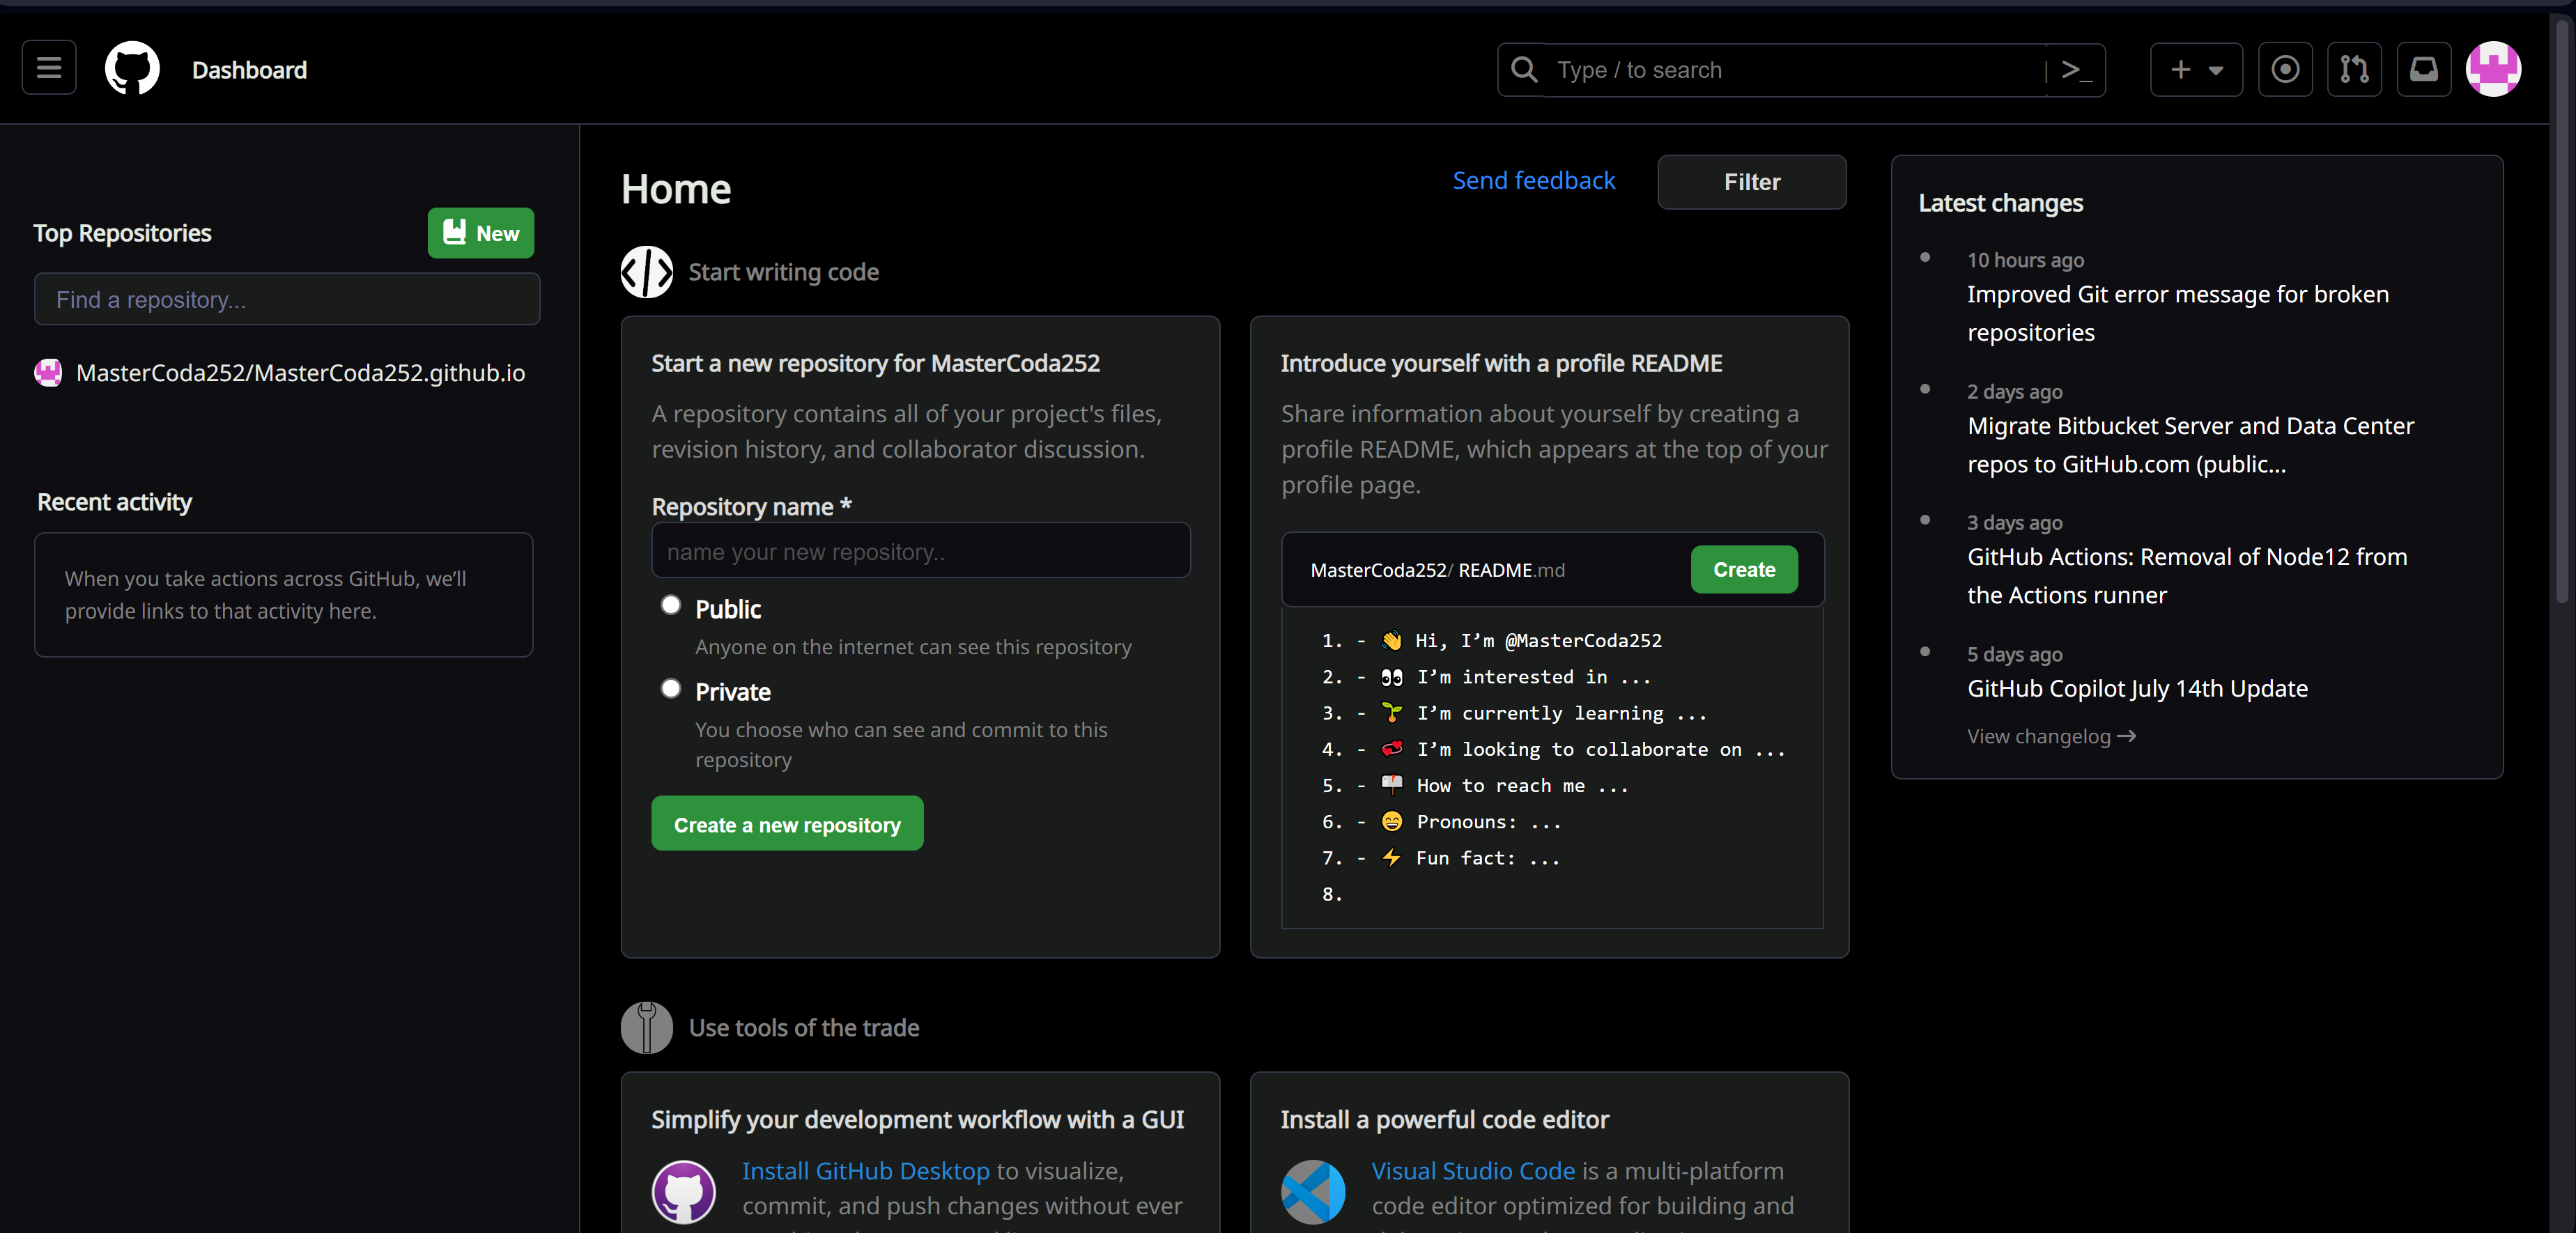 Dashboard
Type / to search
Top Repositories
New
Find a repository...
MasterCoda252/MasterCoda252.github.io
Recent activity
When you take actions across GitHub, we’ll
provide links to that activity here.
Home
Send feedback
Filter
Start writing code
Start a new repository for MasterCoda252
A repository contains all of your project's files,
revision history, and collaborator discussion.
Repository name *
name your new repository..
Public
Anyone on the internet can see this repository
Private
You choose who can see and commit to this
repository
Create a new repository
Introduce yourself with a profile README
Share information about yourself by creating a
profile README, which appears at the top of your
profile page.
MasterCoda252/ README.md
Create
1. - 👋 Hi, I’m @MasterCoda252
2. - 👀 I’m interested in ...
3. - 🌱 I’m currently learning ...
4. - 💞️ I’m looking to collaborate on ...
5. - 📫 How to reach me ...
6. - 😄 Pronouns: ...
7. - ⚡ Fun fact: ...
8.
Use tools of the trade
Simplify your development workflow with a GUI
Install GitHub Desktop to visualize,
commit, and push changes without ever
Install a powerful code editor
Visual Studio Code is a multi-platform
code editor optimized for building and
Latest changes
10 hours ago
Improved Git error message for broken
repositories
2 days ago
Migrate Bitbucket Server and Data Center
repos to GitHub.com (public...
3 days ago
GitHub Actions: Removal of Node12 from
the Actions runner
5 days ago
GitHub Copilot July 14th Update
View changelog →